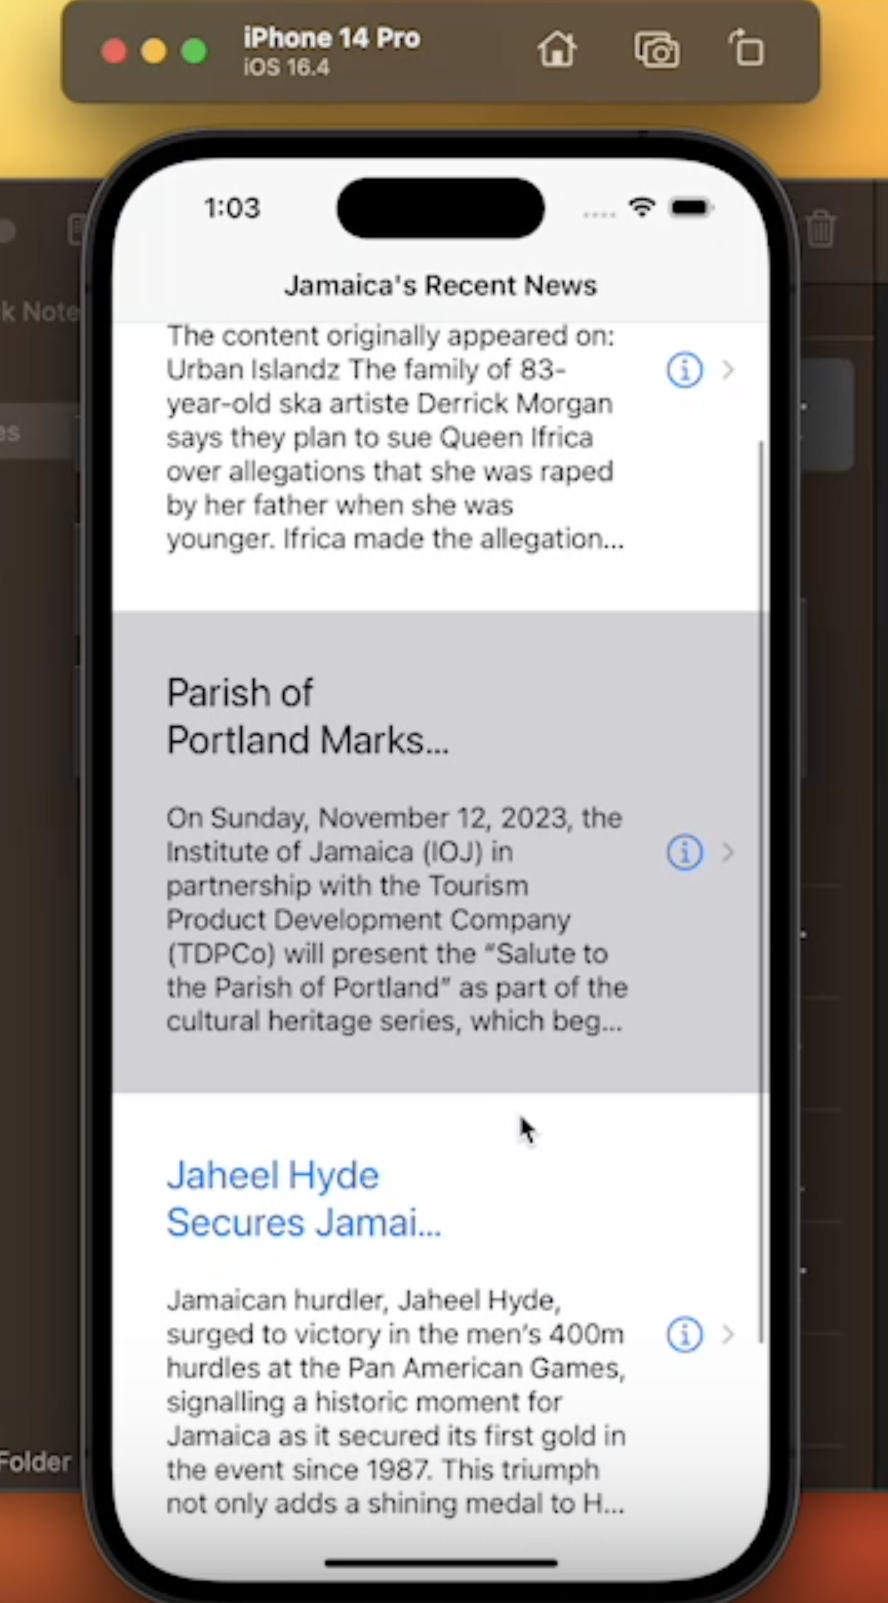 iPhone 14 Pro
iOS 16.4
1:03
k Note
Jamaica's Recent News
The content originally appeared on:
Urban Islandz The family of 83-
year-old ska artiste Derrick Morgan
says they plan to sue Queen Ifrica
over allegations that she was raped
by her father when she was
younger. Ifrica made the allegation...
es
Parish of
Portland Marks...
On Sunday, November 12, 2023, the
Institute of Jamaica (IOJ) in
partnership with the Tourism
Product Development Company
(TDPCo) will present the “Salute to
the Parish of Portland” as part of the
cultural heritage series, which beg...
Jaheel Hyde
Secures Jamai...
Jamaican hurdler, Jaheel Hyde,
surged to victory in the men’s 400m
hurdles at the Pan American Games,
signalling a historic moment for
Jamaica as it secured its first gold in
the event since 1987. This triumph
not only adds a shining medal to H...
Folder